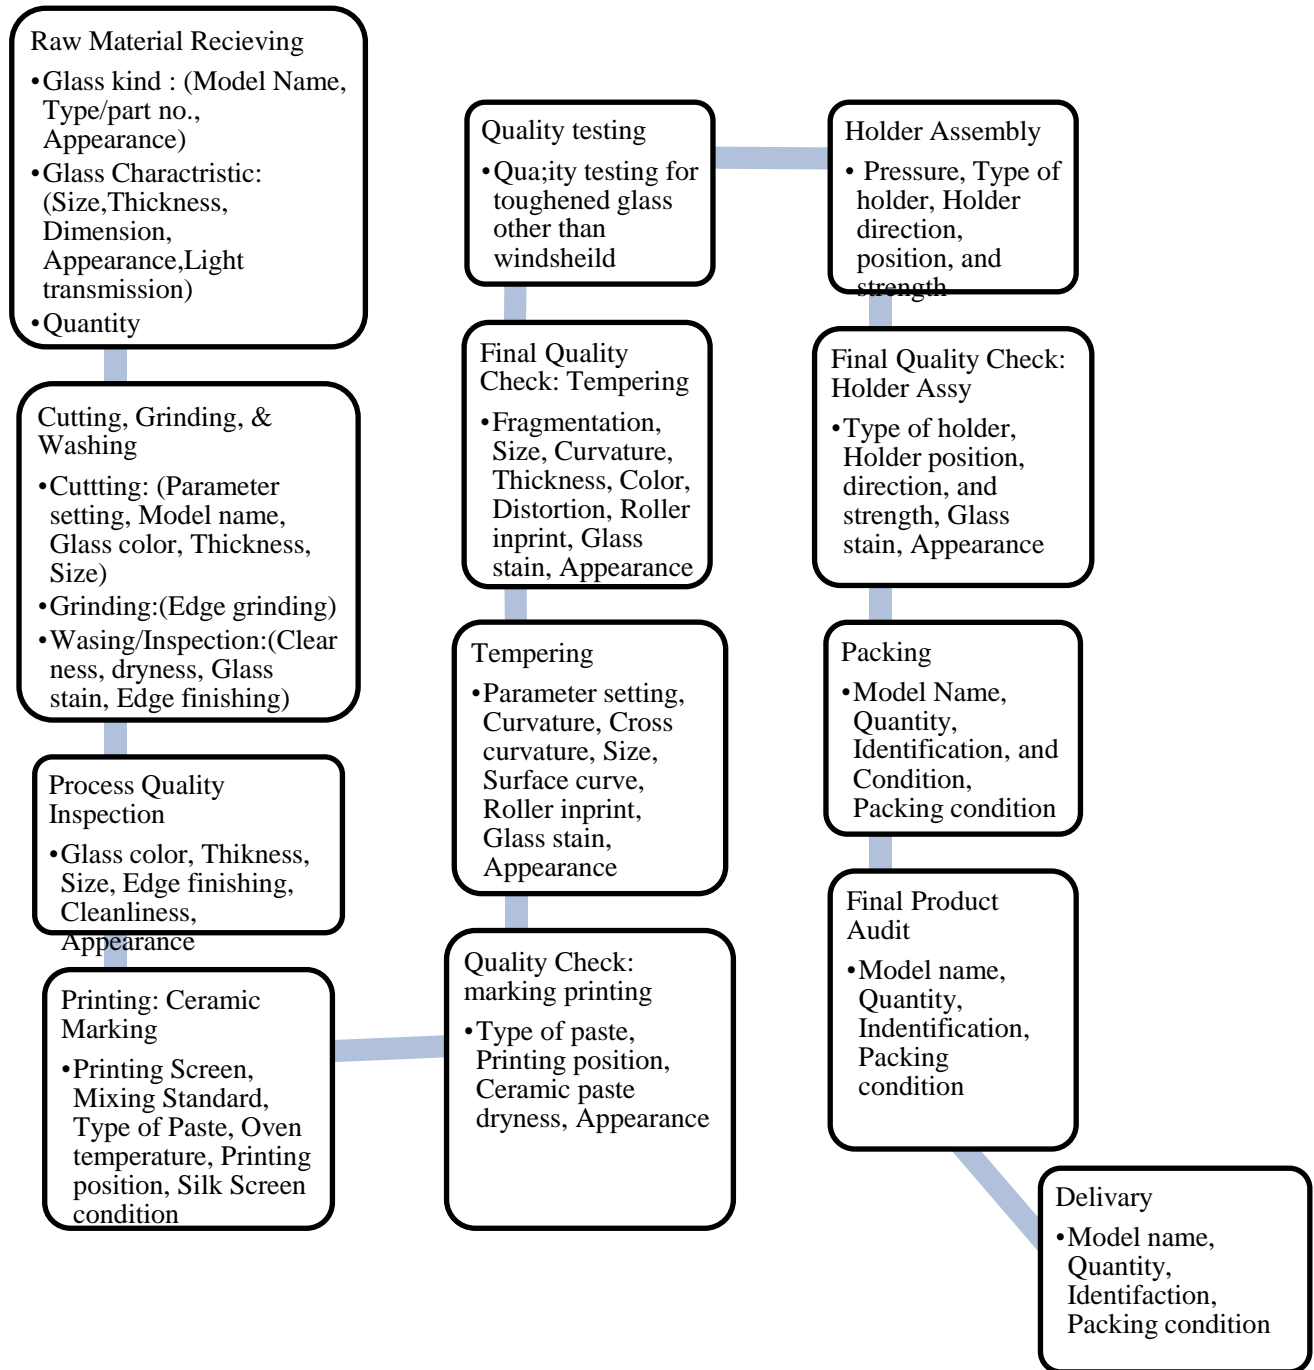 Raw Material Recieving
•Glass kind : (Model Name,
Type/part no.,
Appearance)
•Glass Charactristic:
(Size,Thickness,
Dimension,
Appearance,Light
transmission)
•Quantity
Cutting, Grinding, &
Washing
•Cuttting: (Parameter
setting, Model name,
Glass color, Thickness,
Size)
•Grinding:(Edge grinding)
•Wasing/Inspection:(Clear
ness, dryness, Glass
stain, Edge finishing)
Process Quality
Inspection
•Glass color, Thikness,
Size, Edge finishing,
Cleanliness,
Appearance
Printing: Ceramic
Marking
•Printing Screen,
Mixing Standard,
Type of Paste, Oven
temperature, Printing
position, Silk Screen
condition
Quality Check:
marking printing
•Type of paste,
Printing position,
Ceramic paste
dryness, Appearance
Tempering
•Parameter setting,
Curvature, Cross
curvature, Size,
Surface curve,
Roller inprint,
Glass stain,
Appearance
Final Quality
Check: Tempering
•Fragmentation,
Size, Curvature,
Thickness, Color,
Distortion, Roller
inprint, Glass
stain, Appearance
Quality testing
•Qua;ity testing for
toughened glass
other than
windsheild
Holder Assembly
• Pressure, Type of
holder, Holder
direction,
position, and
strength
Final Quality Check:
Holder Assy
•Type of holder,
Holder position,
direction, and
strength, Glass
stain, Appearance
Packing
•Model Name,
Quantity,
Identification, and
Condition,
Packing condition
Final Product
Audit
•Model name,
Quantity,
Indentification,
Packing
condition
Delivary
•Model name,
Quantity,
Identifaction,
Packing condition